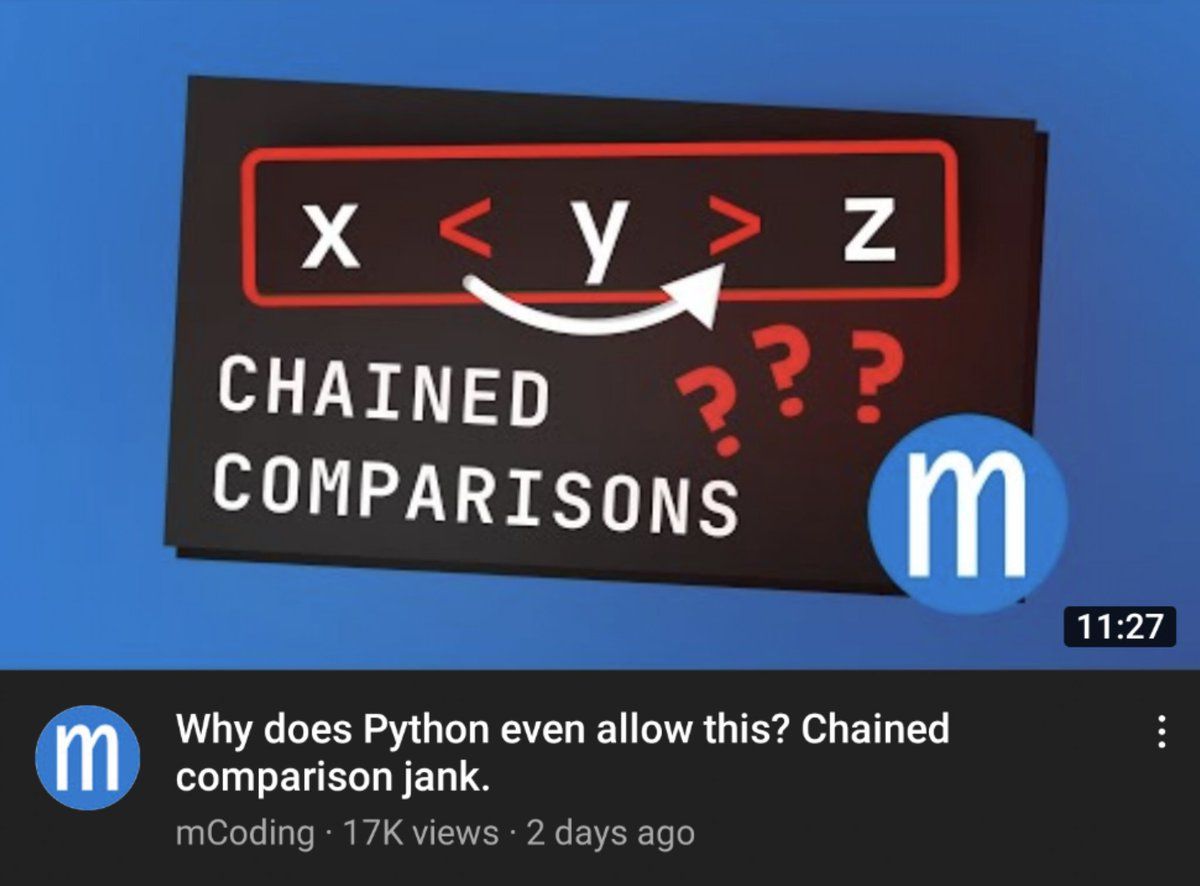 x < y > z
CHAINED
COMPARISONS
???
m
11:27
m
Why does Python even allow this? Chained
comparison jank.
mCoding · 17K views · 2 days ago